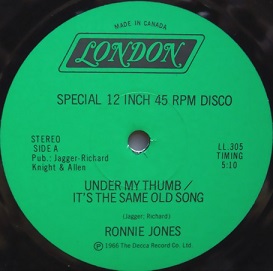 MADE IN CANADA
LONDON
SPECIAL 12 INCH 45 RPM DISCO
STEREO
SIDE A
Pub.: Jagger-Richard
Knight & Allen
LL.305
TIMING
5:10
UNDER MY THUMB /
IT'S THE SAME OLD SONG
(Jagger: Richard)
RONNIE JONES
℗ 1966 The Decca Record Co. Ltd.